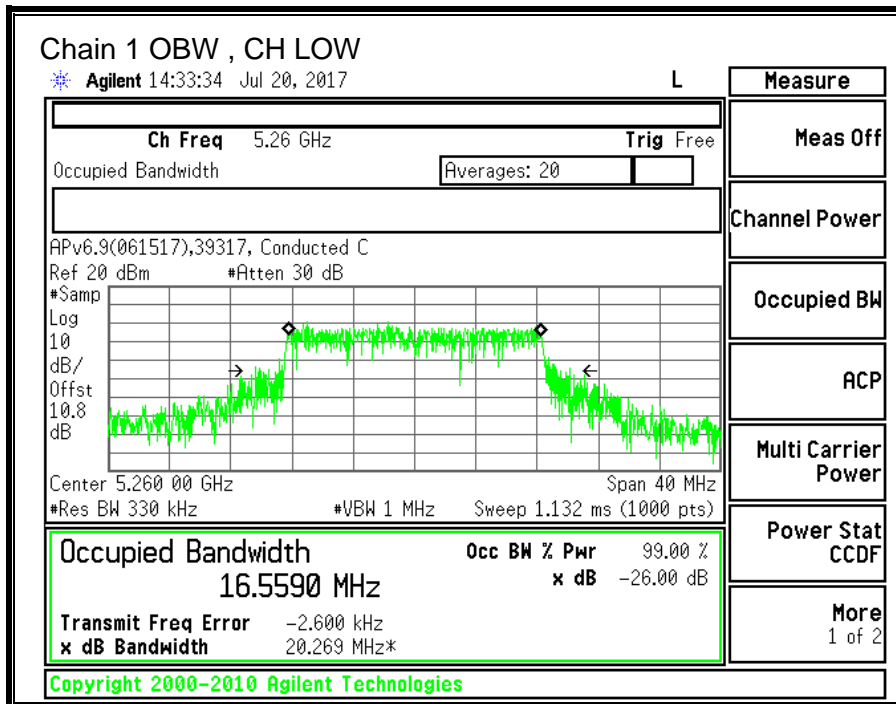 Chain 1 OBW , CH LOW
Agilent 14:33:34 Jul 20, 2017 L
Measure
Ch Freq 5.26 GHz Trig Free
Occupied Bandwidth Averages: 20
APv6.9(061517),39317, Conducted C
Ref 20 dBm #Atten 30 dB
#Samp
Log
10
dB/
Offst
10.8
dB
Center 5.260 00 GHz Span 40 MHz
#Res BW 330 kHz #VBW 1 MHz Sweep 1.132 ms (1000 pts)
Occupied Bandwidth Occ BW % Pwr 99.00 %
16.5590 MHz x dB -26.00 dB
Transmit Freq Error -2.600 kHz
x dB Bandwidth 20.269 MHz*
Copyright 2000-2010 Agilent Technologies
Meas Off
Channel Power
Occupied BW
ACP
Multi Carrier
Power
Power Stat
CCDF
More
1 of 2